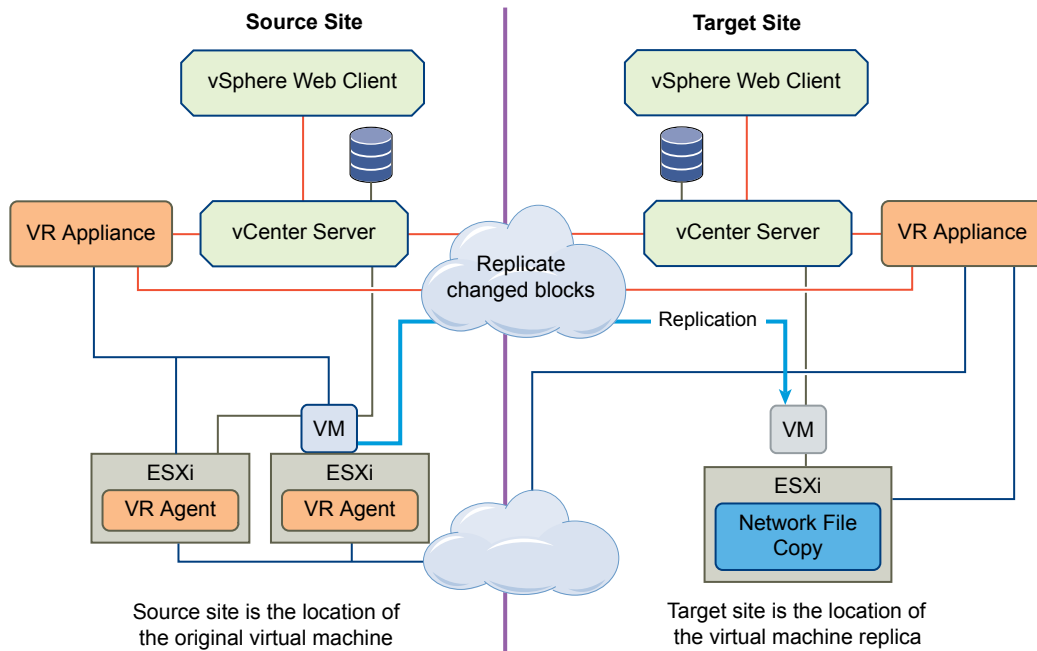 Source Site
Target Site
vSphere Web Client
vSphere Web Client
VR Appliance
vCenter Server
vCenter Server
VR Appliance
Replicate
changed blocks
Replication
VM
VM
ESXi
VR Agent
ESXi
VR Agent
ESXi
Network File
Copy
Source site is the location of
the original virtual machine
Target site is the location of
the virtual machine replica